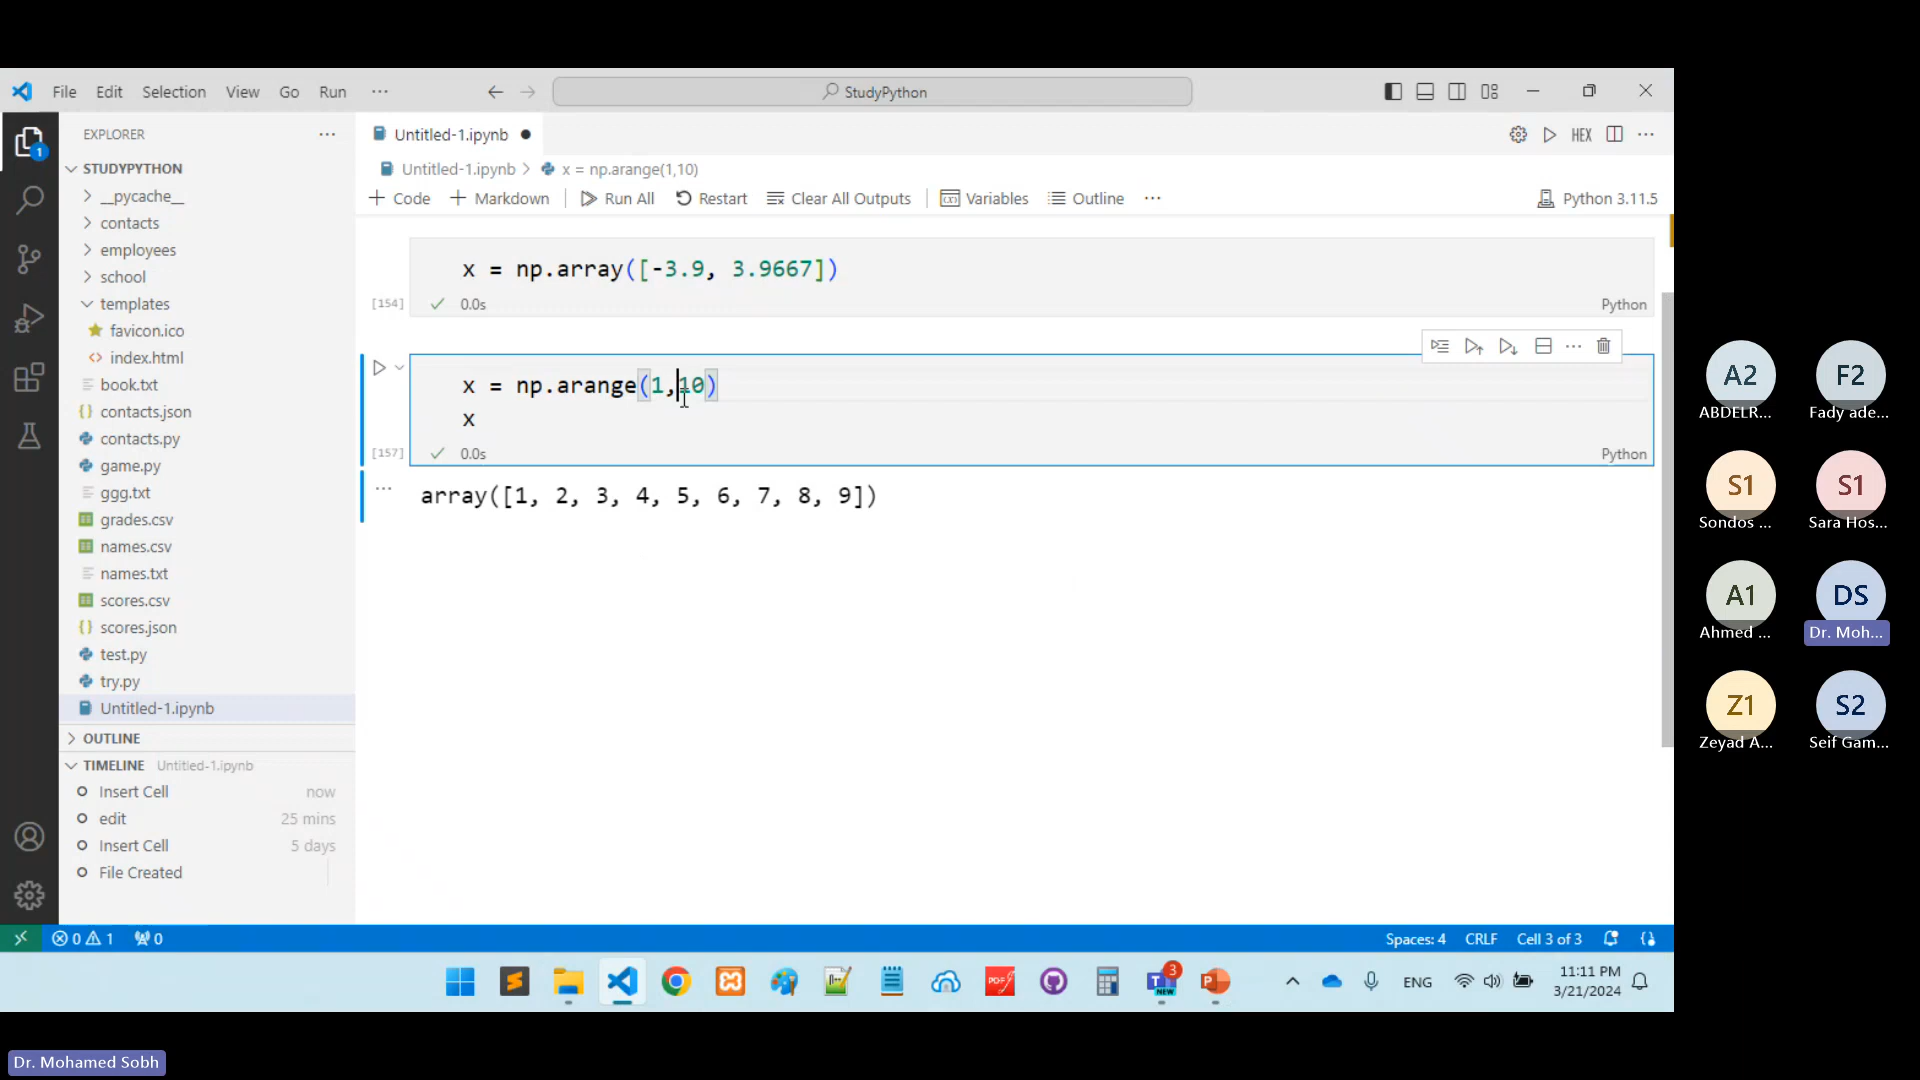 File Edit Selection View Go Run ···
StudyPython
EXPLORER
STUDYPYTHON
__pycache__
contacts
employees
school
templates
favicon.ico
index.html
book.txt
contacts.json
contacts.py
game.py
ggg.txt
grades.csv
names.csv
names.txt
scores.csv
scores.json
test.py
try.py
Untitled-1.ipynb
OUTLINE
TIMELINE Untitled-1.ipynb
Insert Cell now
edit 25 mins
Insert Cell 5 days
File Created
Untitled-1.ipynb
HEX
Untitled-1.ipynb > x = np.arange(1,10)
+ Code + Markdown Run All Restart Clear All Outputs Variables Outline ···
Python 3.11.5
x = np.array([-3.9, 3.9667])
[154] 0.0s Python
x = np.arange(1,10)
x
[157] 0.0s Python
array([1, 2, 3, 4, 5, 6, 7, 8, 9])
0 1 0
Spaces: 4 CRLF Cell 3 of 3
ENG
11:11 PM
3/21/2024
A2
ABDELR...
F2
Fady ade...
S1
Sondos ...
S1
Sara Hos...
A1
Ahmed ...
DS
Dr. Moh...
Z1
Zeyad A...
S2
Seif Gam...
Dr. Mohamed Sobh